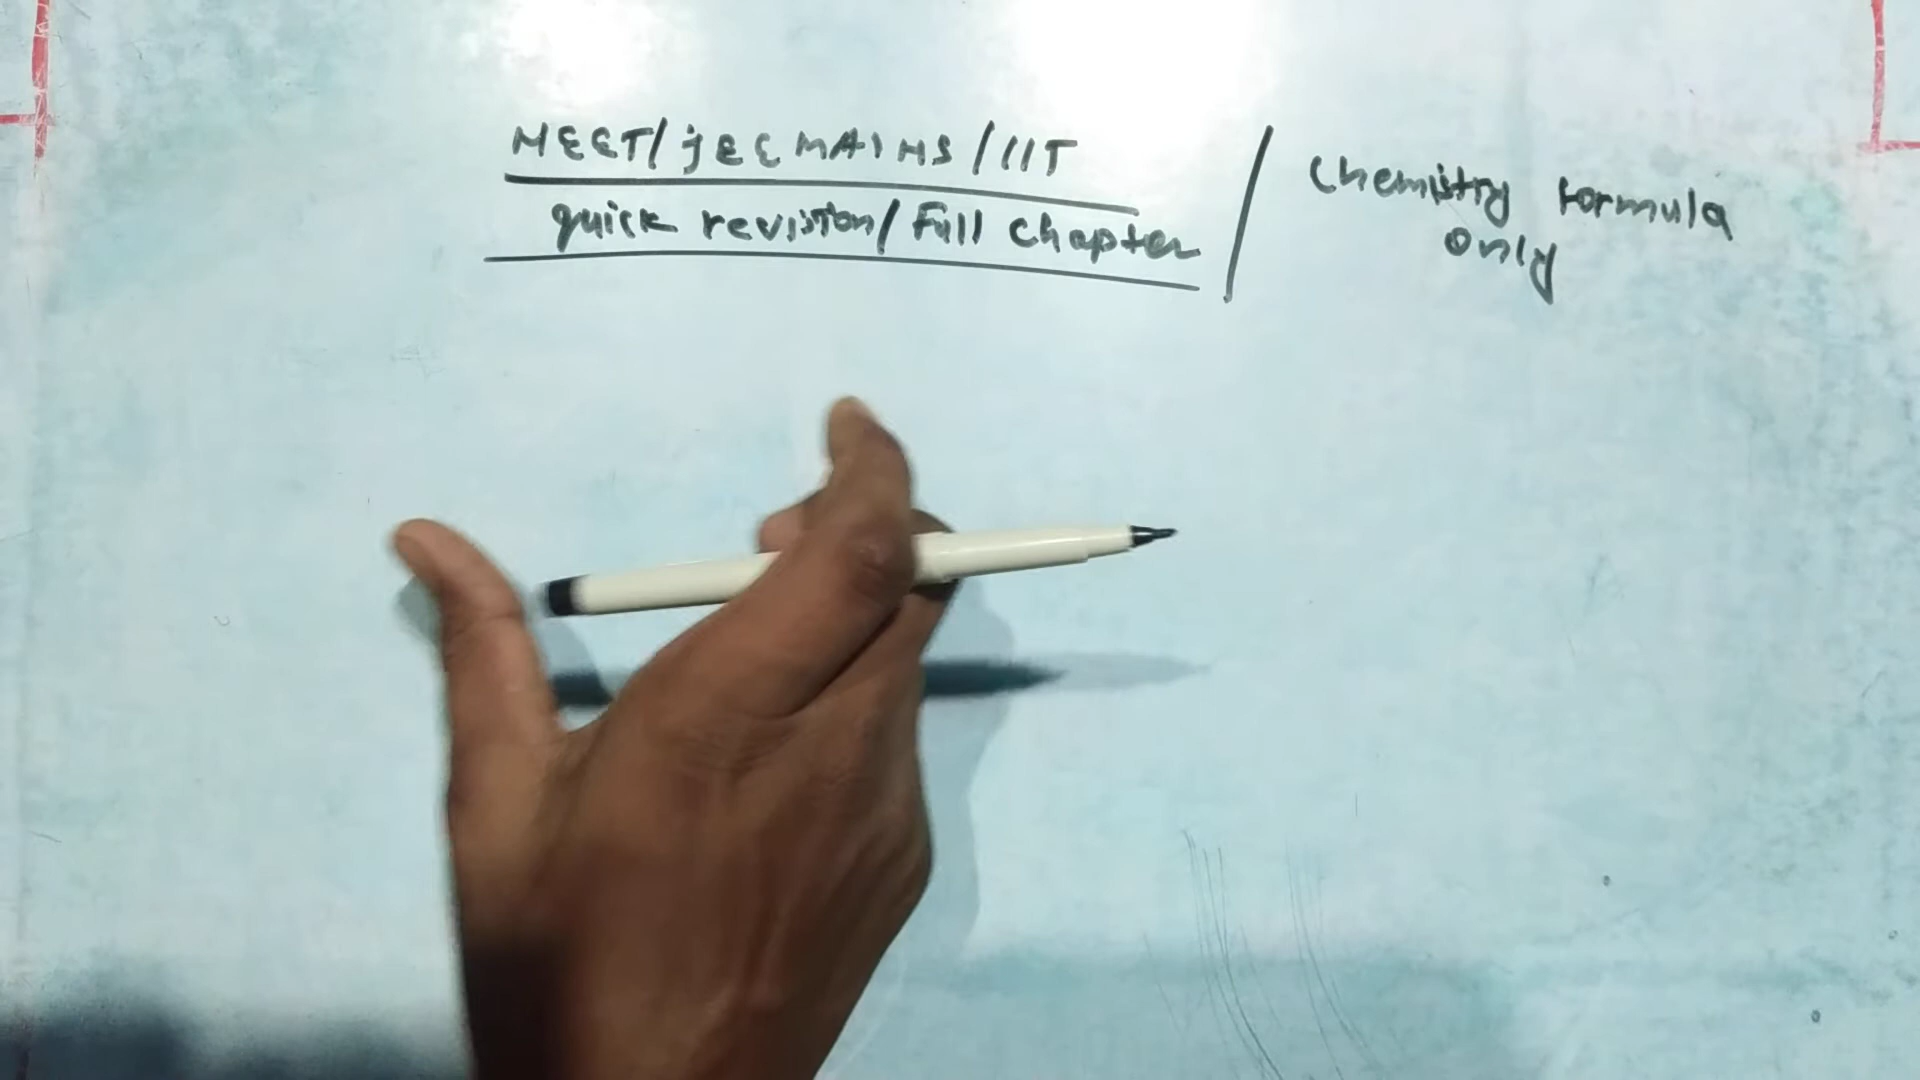 NEET/jEE MAINS/IIT
quick revision/Full Chapter
Chemistry Formula
only